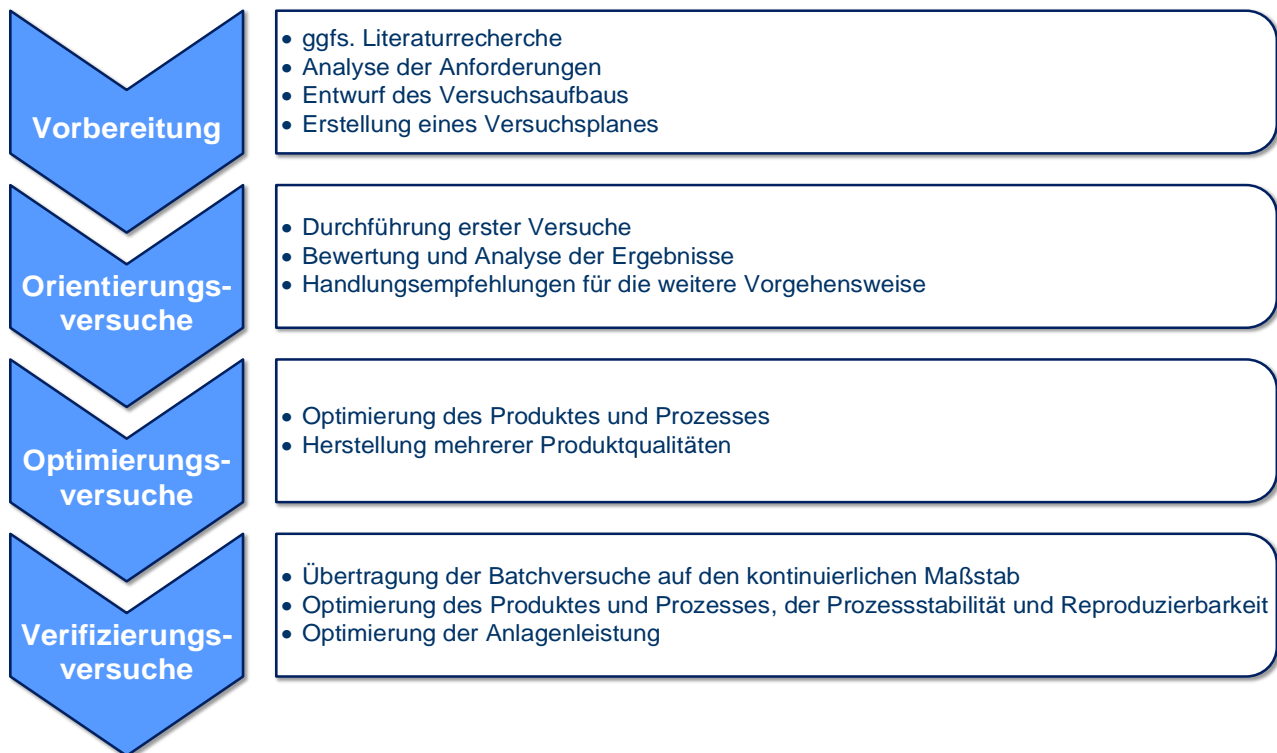 Vorbereitung
• ggfs. Literaturrecherche
• Analyse der Anforderungen
• Entwurf des Versuchsaufbaus
• Erstellung eines Versuchsplanes
Orientierungs-
versuche
• Durchführung erster Versuche
• Bewertung und Analyse der Ergebnisse
• Handlungsempfehlungen für die weitere Vorgehensweise
Optimierungs-
versuche
• Optimierung des Produktes und Prozesses
• Herstellung mehrerer Produktqualitäten
Verifizierungs-
versuche
• Übertragung der Batchversuche auf den kontinuierlichen Maßstab
• Optimierung des Produktes und Prozesses, der Prozessstabilität und Reproduzierbarkeit
• Optimierung der Anlagenleistung